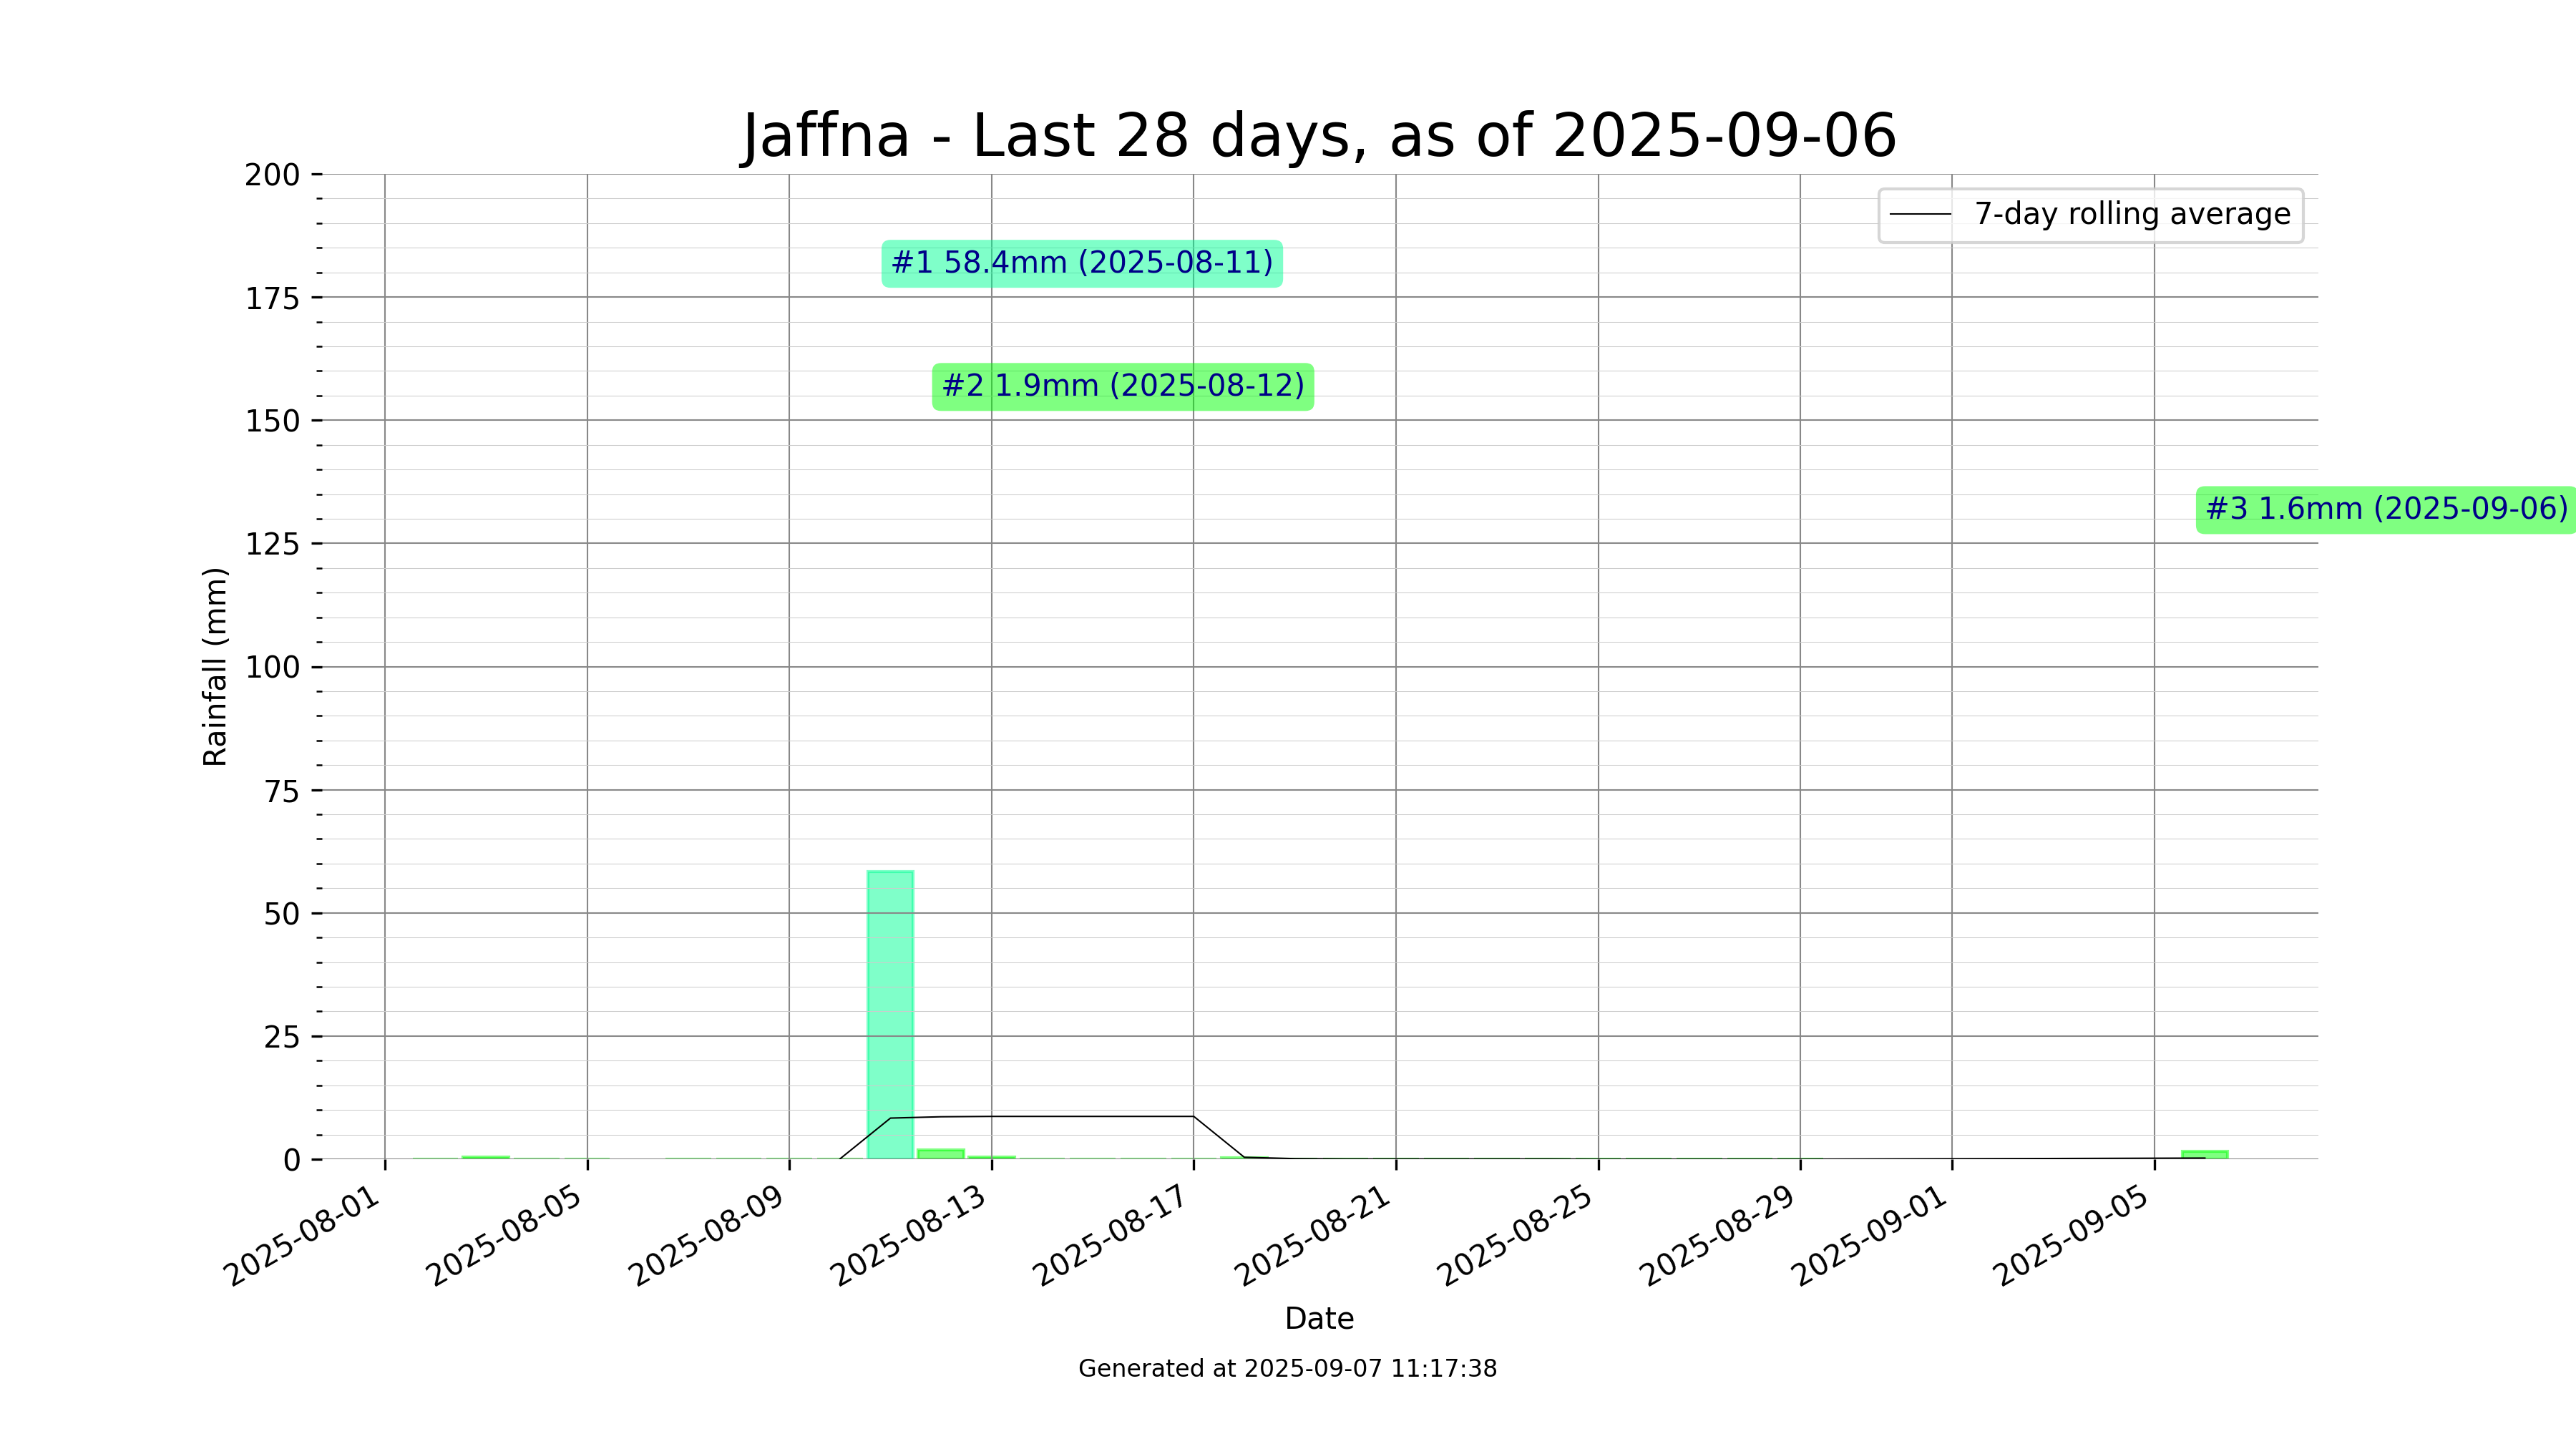 Jaffna - Last 28 days, as of 2025-09-06
200
175
150
125
100
75
50
25
0
Rainfall (mm)
7-day rolling average
#1 58.4mm (2025-08-11)
#2 1.9mm (2025-08-12)
#3 1.6mm (2025-09-06)
2025-08-01
2025-08-05
2025-08-09
2025-08-13
2025-08-17
2025-08-21
2025-08-25
2025-08-29
2025-09-01
2025-09-05
Date
Generated at 2025-09-07 11:17:38